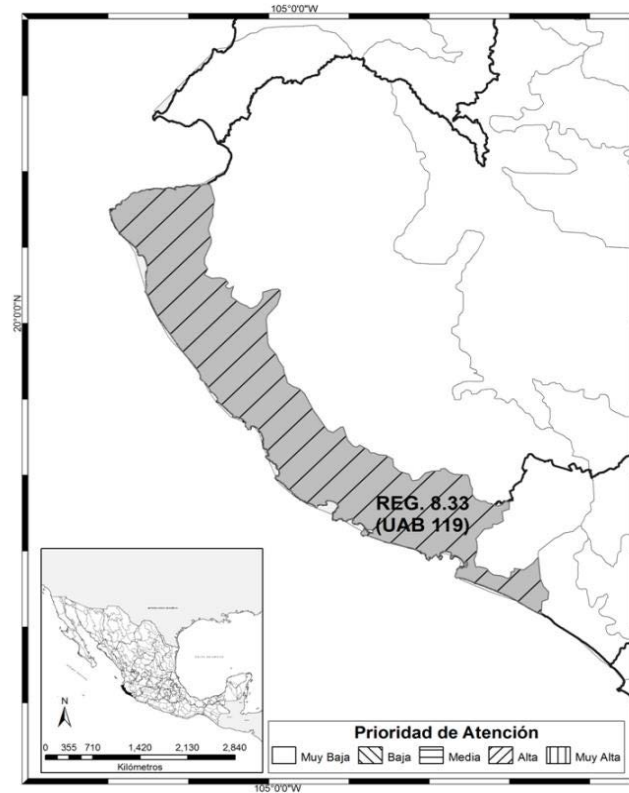 105°0'0"W
20°0'0"N
REG. 8.33
(UAB 119)
N
0 355 710 1,420 2,130 2,840
Kilómetros
Prioridad de Atención
Muy Baja Baja Media Alta Muy Alta
105°0'0"W